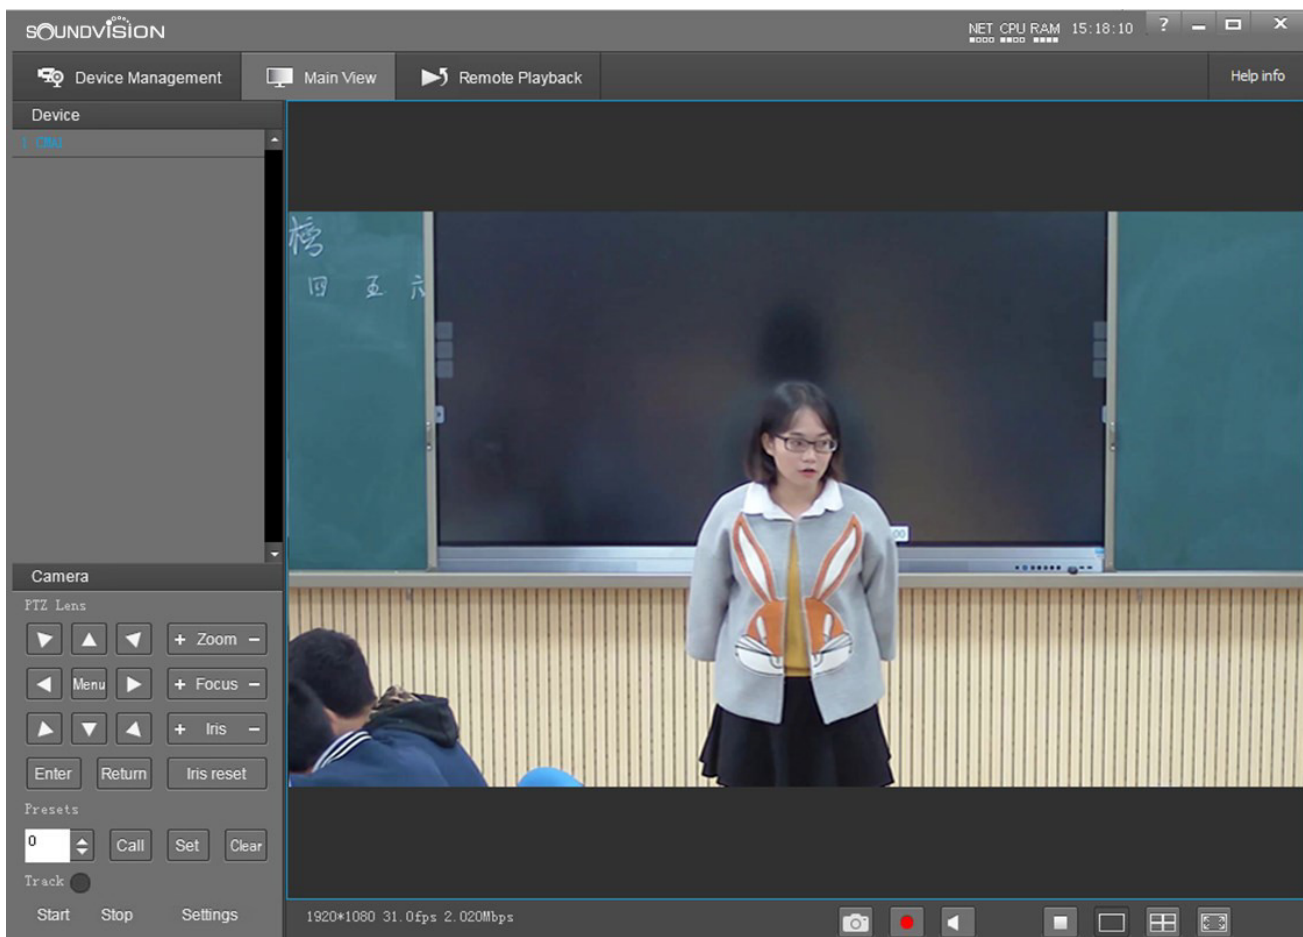 SOUNDVISION
NET CPU RAM 15:18:10 ?
Device Management Main View Remote Playback Help info
Device
1 CMA1
四 五 六
Camera
PTZ Lens
+ Zoom −
Menu + Focus −
+ Iris −
Enter Return Iris reset
Presets
0 Call Set Clear
Track
Start Stop Settings
1920*1080 31.0fps 2.020Mbps